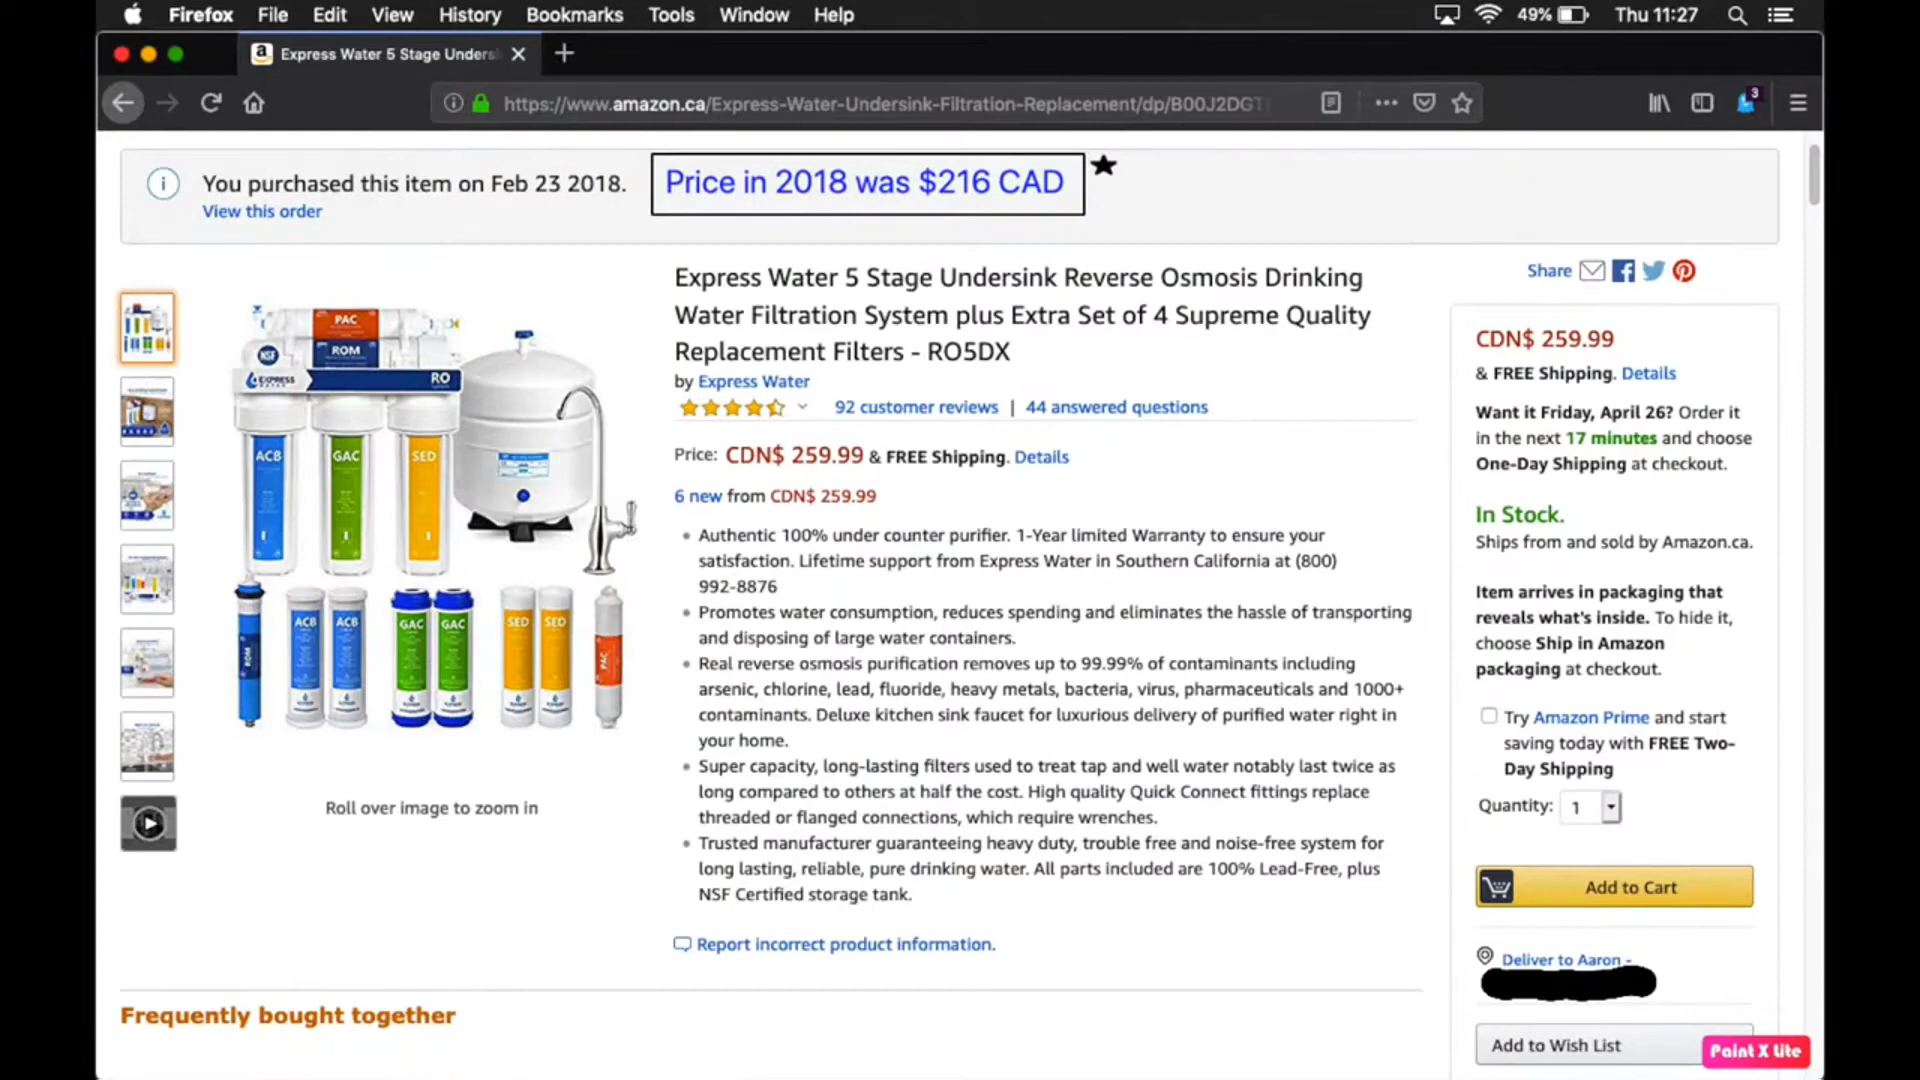 Firefox File Edit View History Bookmarks Tools Window Help
49% Thu 11:27
Express Water 5 Stage Unders
https://www.amazon.ca/Express-Water-Undersink-Filtration-Replacement/dp/B00J2DGT
3
You purchased this item on Feb 23 2018.
View this order
Price in 2018 was $216 CAD
Express Water 5 Stage Undersink Reverse Osmosis Drinking
Water Filtration System plus Extra Set of 4 Supreme Quality
Replacement Filters - RO5DX
by Express Water
92 customer reviews | 44 answered questions
Price: CDN$ 259.99 & FREE Shipping. Details
6 new from CDN$ 259.99
Authentic 100% under counter purifier. 1-Year limited Warranty to ensure your
satisfaction. Lifetime support from Express Water in Southern California at (800)
992-8876
Promotes water consumption, reduces spending and eliminates the hassle of transporting
and disposing of large water containers.
Real reverse osmosis purification removes up to 99.99% of contaminants including
arsenic, chlorine, lead, fluoride, heavy metals, bacteria, virus, pharmaceuticals and 1000+
contaminants. Deluxe kitchen sink faucet for luxurious delivery of purified water right in
your home.
Super capacity, long-lasting filters used to treat tap and well water notably last twice as
long compared to others at half the cost. High quality Quick Connect fittings replace
threaded or flanged connections, which require wrenches.
Trusted manufacturer guaranteeing heavy duty, trouble free and noise-free system for
long lasting, reliable, pure drinking water. All parts included are 100% Lead-Free, plus
NSF Certified storage tank.
Report incorrect product information.
PAC
ROM
NSF
EXPRESS
RO
ACB
GAC
SED
ROM
ACB ACB
GAC GAC
SED SED
PAC
Roll over image to zoom in
Share
CDN$ 259.99
& FREE Shipping. Details
Want it Friday, April 26? Order it
in the next 17 minutes and choose
One-Day Shipping at checkout.
In Stock.
Ships from and sold by Amazon.ca.
Item arrives in packaging that
reveals what's inside. To hide it,
choose Ship in Amazon
packaging at checkout.
Try Amazon Prime and start
saving today with FREE Two-
Day Shipping
Quantity: 1
Add to Cart
Deliver to Aaron -
Add to Wish List
Paint X lite
Frequently bought together